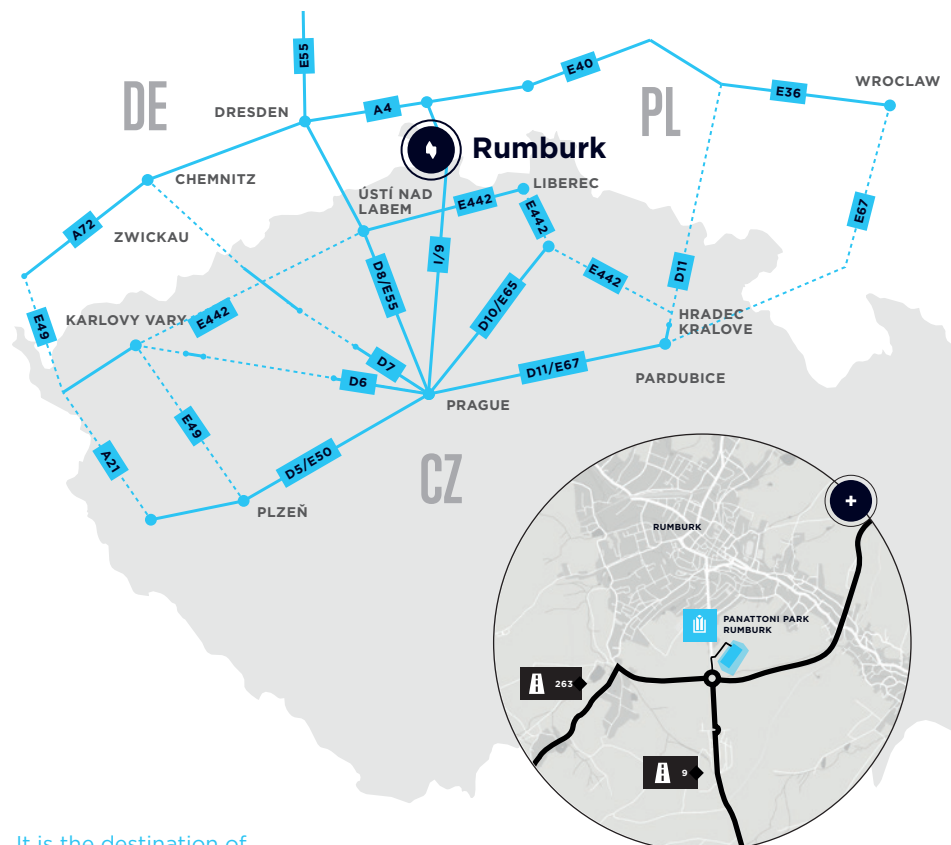 E55
E40
DE
WROCLAW
E36
A4
DRESDEN
PL
Rumburk
CHEMNITZ
LIBEREC
ÚSTÍ NAD
LABEM
E442
E442
E67
A72
ZWICKAU
I/9
D11
E442
D8/E55
D10/E65
E49
KARLOVY VARY
E442
HRADEC
KRALOVE
D7
D6
D11/E67
PARDUBICE
PRAGUE
E49
A21
D5/E50
CZ
PLZEŇ
+
RUMBURK
PANATTONI PARK
RUMBURK
263
9
It is the destination of